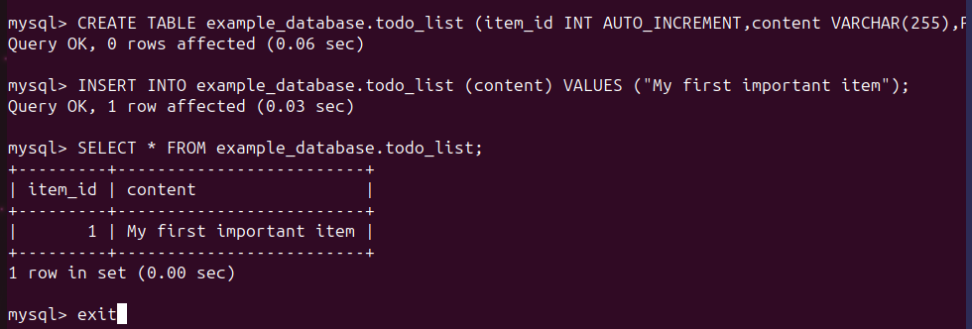 mysql> CREATE TABLE example_database.todo_list (item_id INT AUTO_INCREMENT,content VARCHAR(255),
Query OK, 0 rows affected (0.06 sec)
mysql> INSERT INTO example_database.todo_list (content) VALUES ("My first important item");
Query OK, 1 row affected (0.03 sec)
mysql> SELECT * FROM example_database.todo_list;
+---------+-------------------------+
| item_id | content                 |
+---------+-------------------------+
|       1 | My first important item |
+---------+-------------------------+
1 row in set (0.00 sec)
mysql> exit